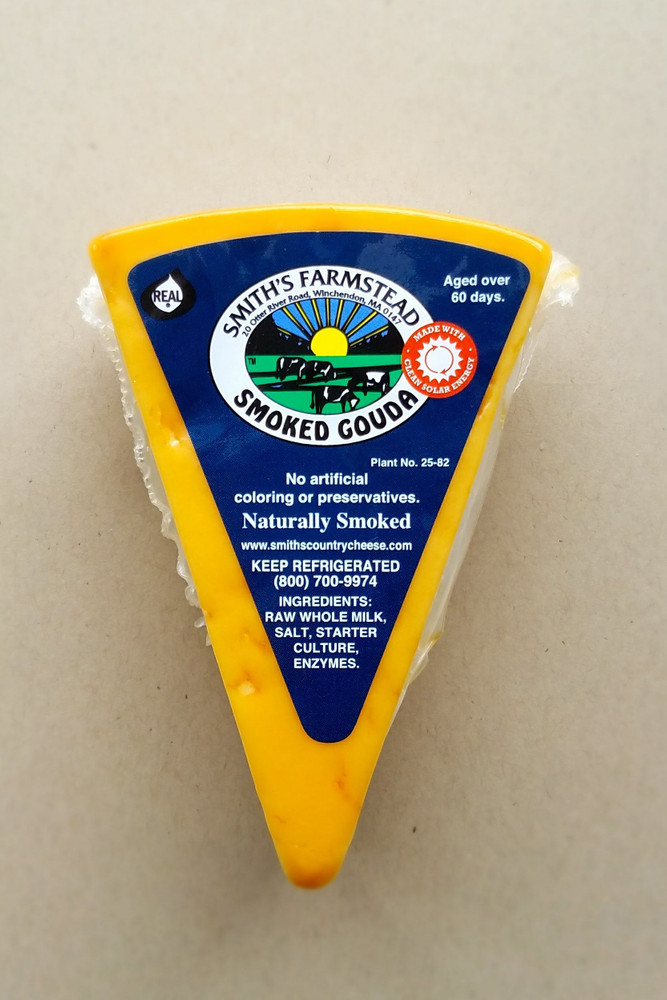 REAL
®
SMITH'S FARMSTEAD
20 Otter River Road, Winchendon, MA 0147
TM
SMOKED GOUDA
Aged over
60 days.
MADE WITH
CLEAN SOLAR ENERGY
Plant No. 25-82
No artificial
coloring or preservatives.
Naturally Smoked
www.smithscountrycheese.com
KEEP REFRIGERATED
(800) 700-9974
INGREDIENTS:
RAW WHOLE MILK,
SALT, STARTER
CULTURE,
ENZYMES.